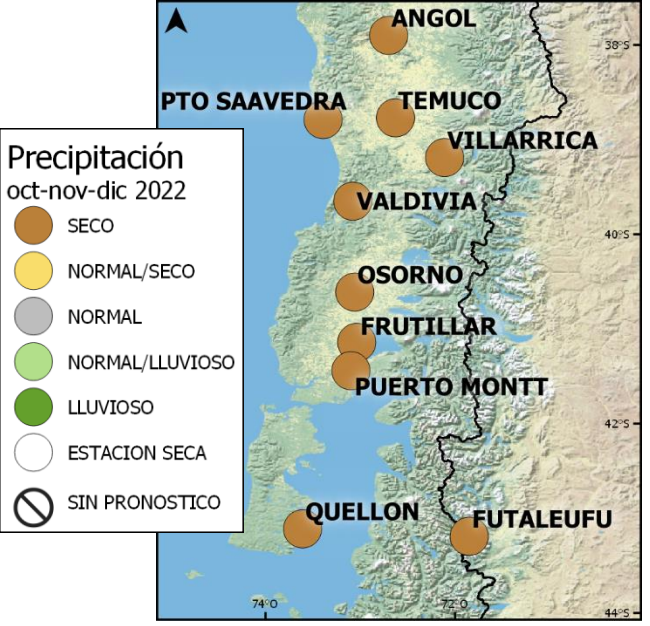 ANGOL
38°S
PTO SAAVEDRA
TEMUCO
VILLARRICA
Precipitación
oct-nov-dic 2022
SECO
NORMAL/SECO
NORMAL
NORMAL/LLUVIOSO
LLUVIOSO
ESTACION SECA
SIN PRONOSTICO
VALDIVIA
40°S
OSORNO
FRUTILLAR
PUERTO MONTT
42°S
QUELLON
FUTALEUFU
74°O
72°O
44°S